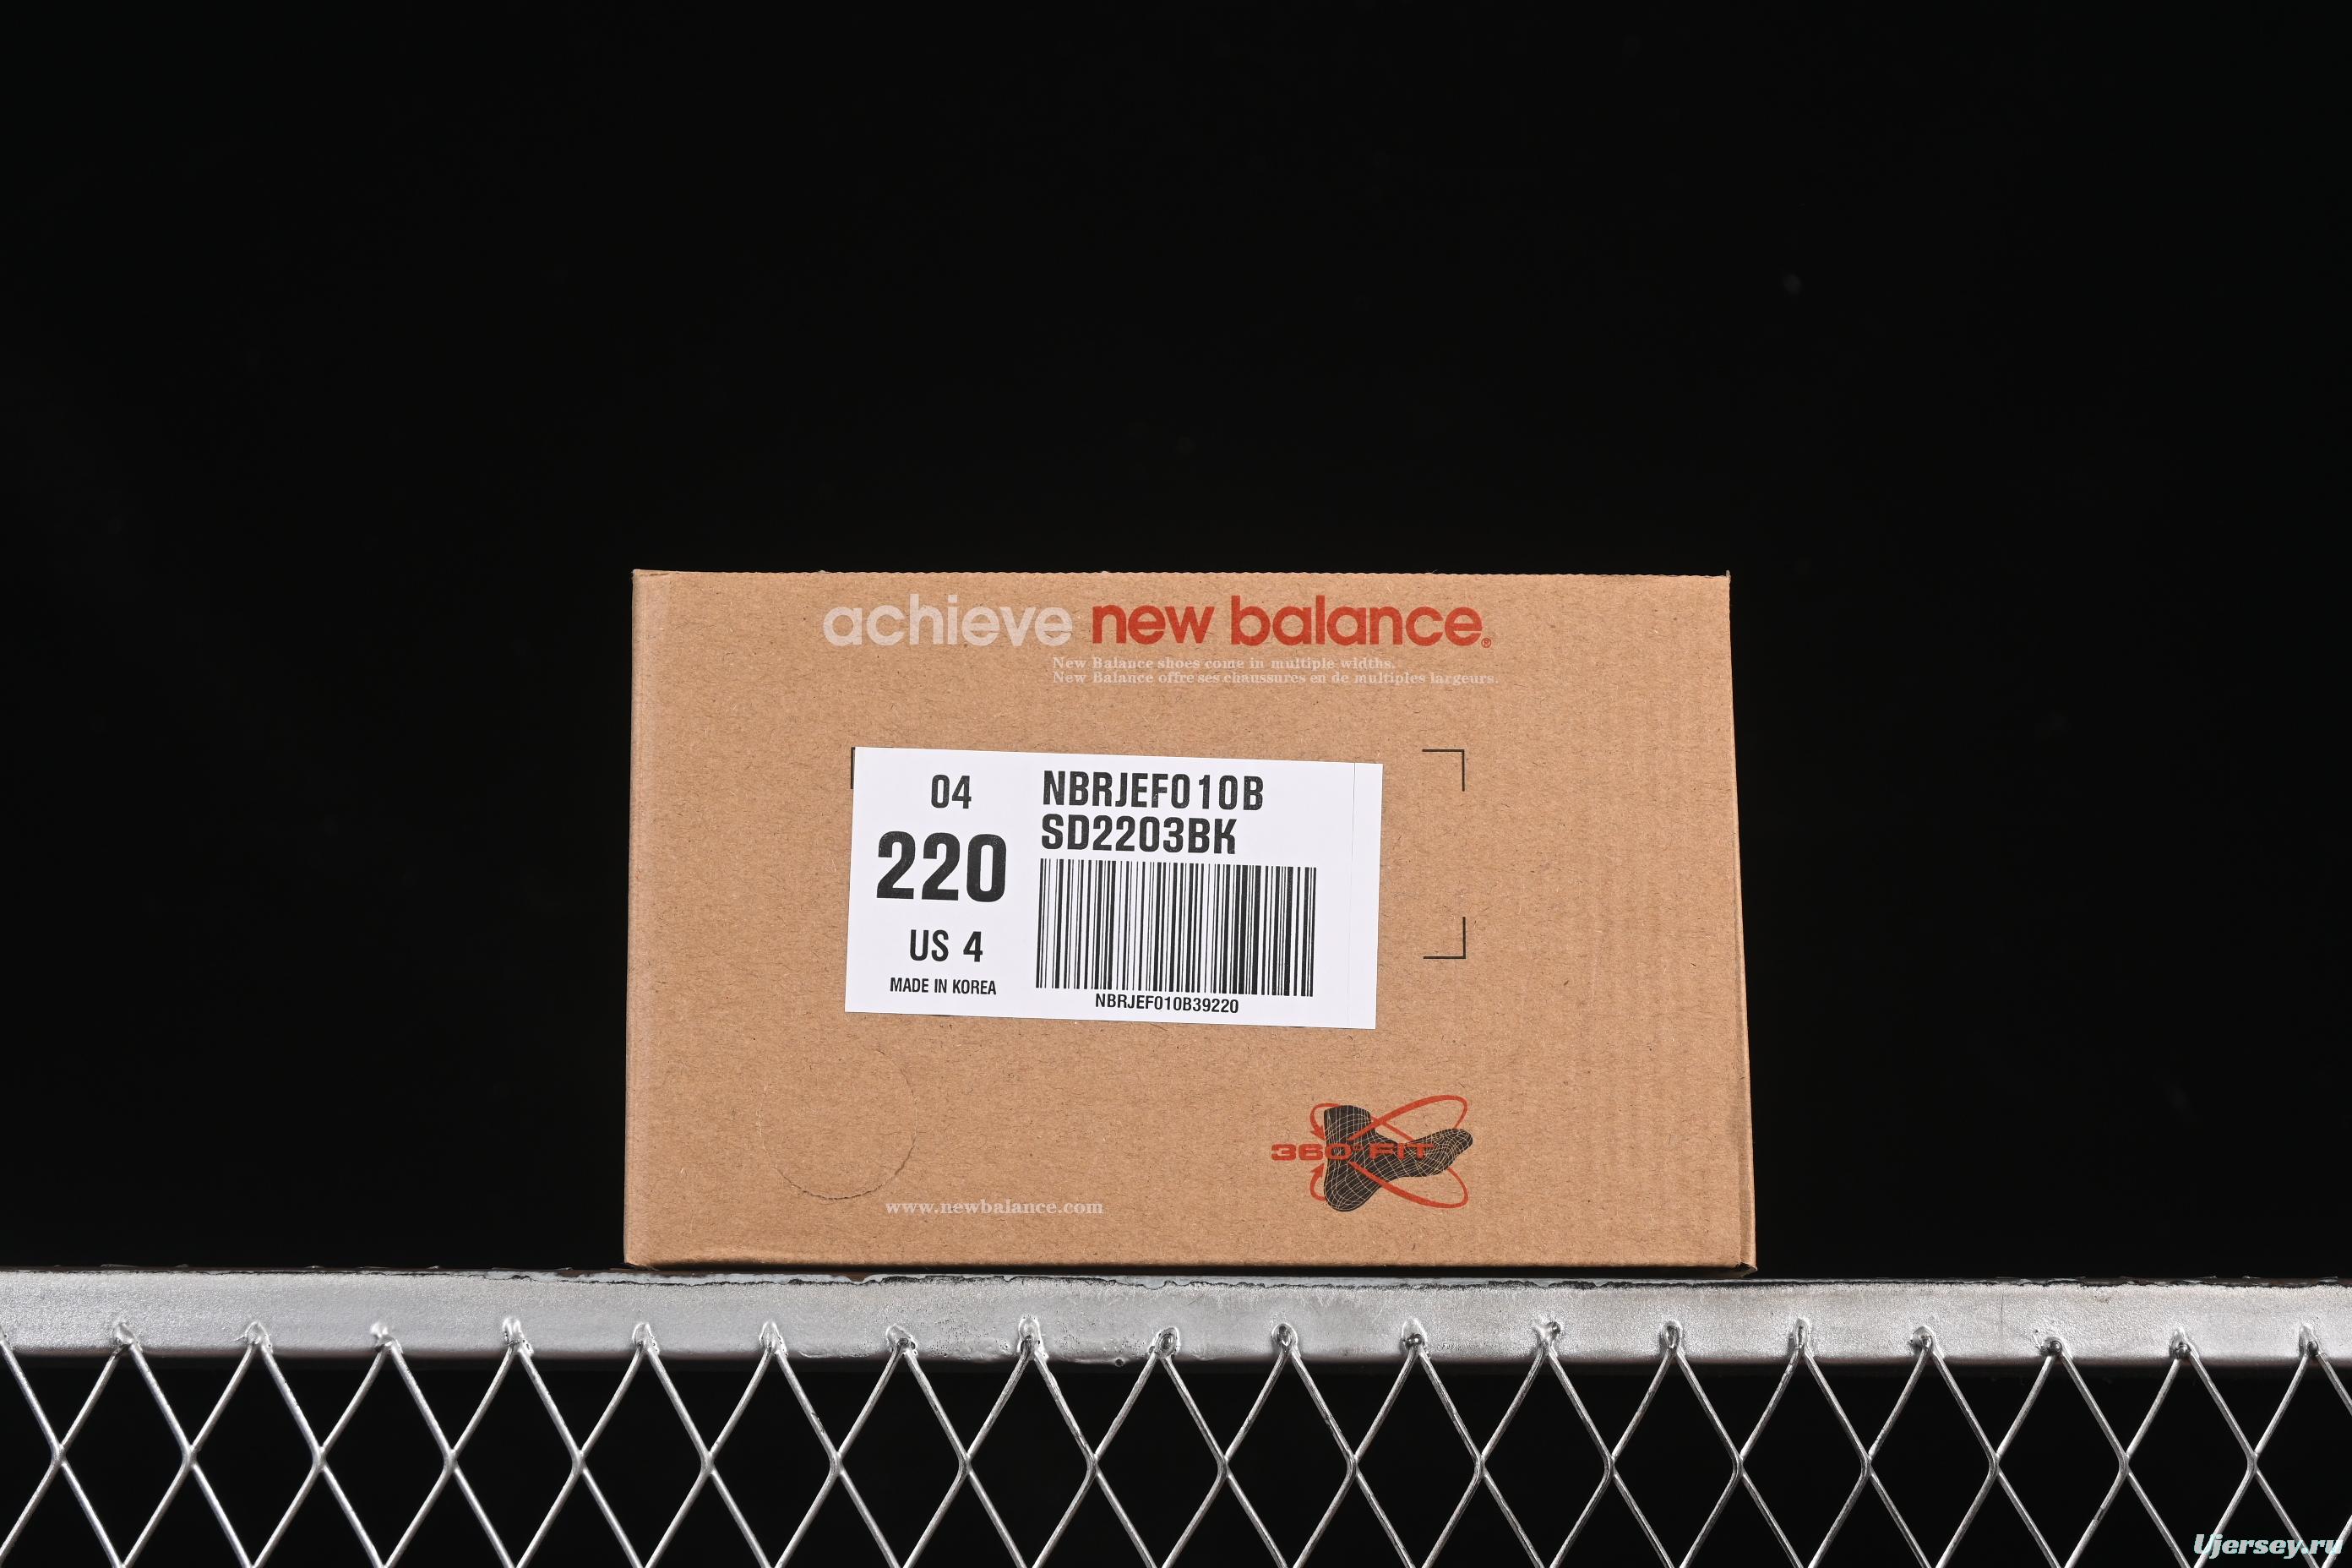 achieve new balance®
New Balance shoes come in multiple widths.
New Balance offre ses chaussures en de multiples largeurs.
04
220
US 4
MADE IN KOREA
NBRJEF010B
SD2203BK
NBRJEF010B39220
360° FIT
www.newbalance.com
Ujersey.ru